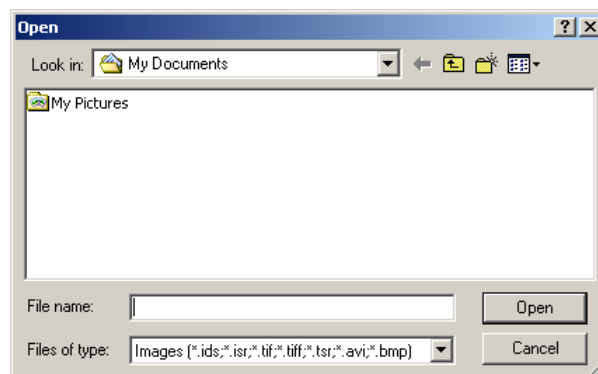 Open
Look in: My Documents
My Pictures
File name: Open
Files of type: Images (*.ids;*.isr;*.tif;*.tiff;*.tsr;*.avi;*.bmp) Cancel